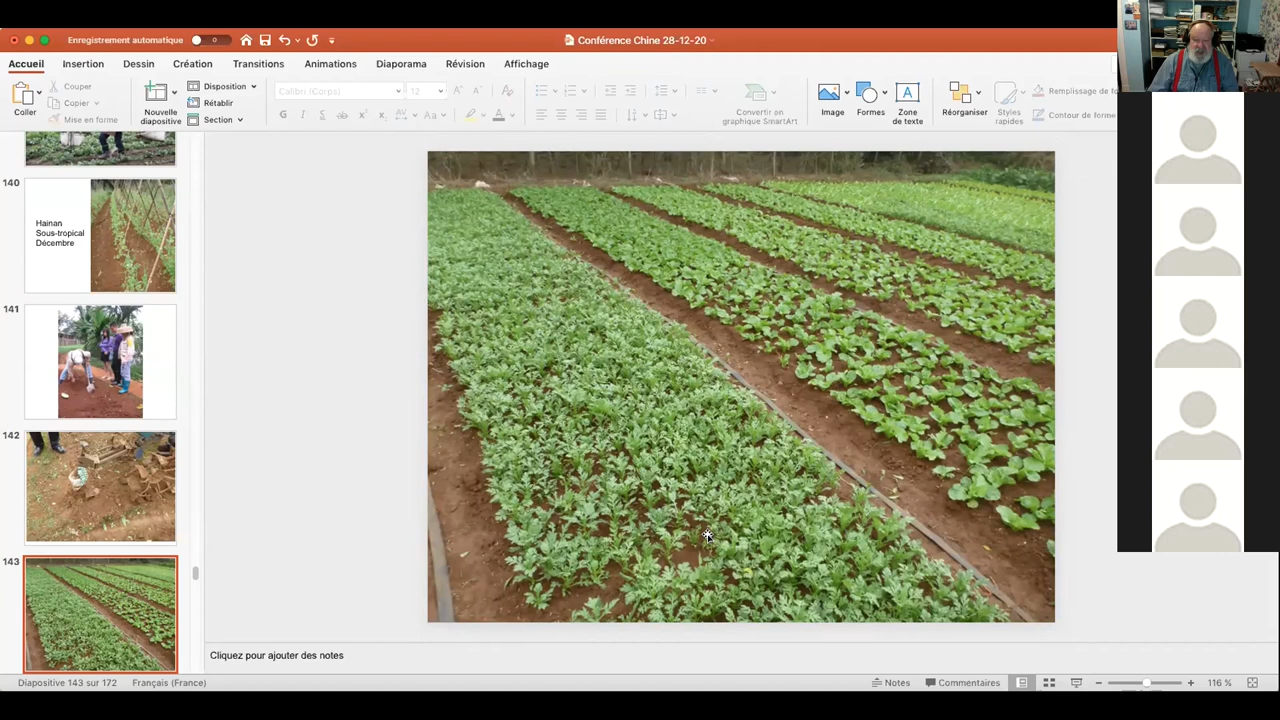 Enregistrement automatique
Conférence Chine 28-12-20
Accueil Insertion Dessin Création Transitions Animations Diaporama Révision Affichage
Coller
Couper
Copier
Mise en forme
Nouvelle
diapositive
Disposition
Rétablir
Section
Calibri (Corps) 12
G I S ab
Aa
Convertir en
graphique SmartArt
Image
Formes
Zone
de texte
Réorganiser
Styles
rapides
Remplissage de fo
Contour de forme
140
Hainan
Sous-tropical
Décembre
141
142
143
Cliquez pour ajouter des notes
Diapositive 143 sur 172 Français (France) Notes Commentaires 116 %